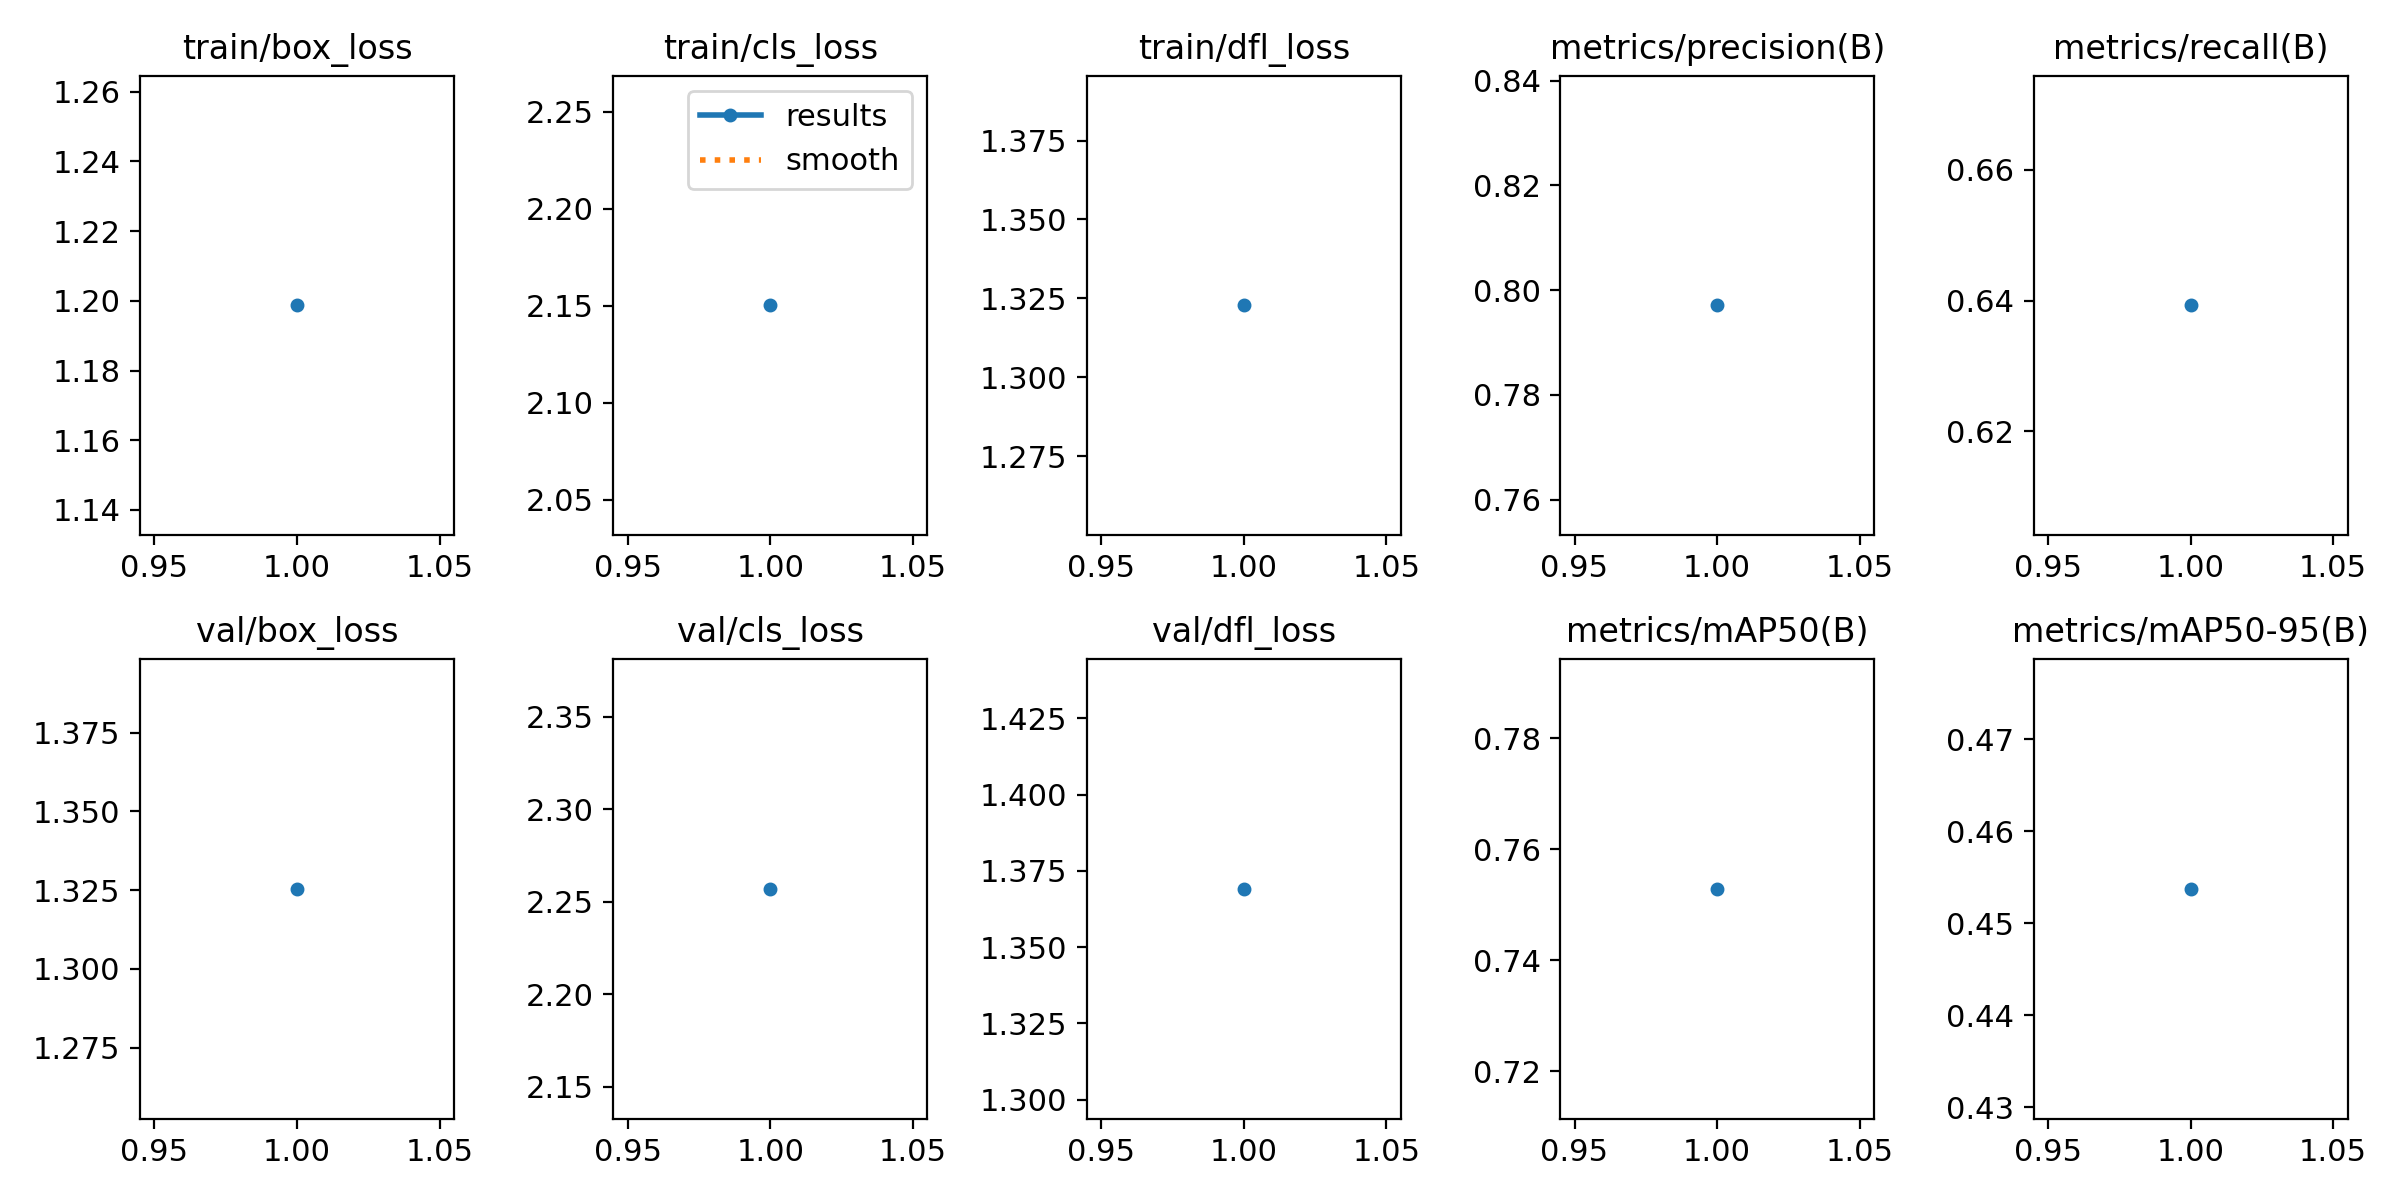 train/box_loss
1.26
1.24
1.22
1.20
1.18
1.16
1.14
0.95 1.00 1.05
train/cls_loss
results
smooth
2.25
2.20
2.15
2.10
2.05
0.95 1.00 1.05
train/dfl_loss
1.375
1.350
1.325
1.300
1.275
0.95 1.00 1.05
metrics/precision(B)
0.84
0.82
0.80
0.78
0.76
0.95 1.00 1.05
metrics/recall(B)
0.66
0.64
0.62
0.95 1.00 1.05
val/box_loss
1.375
1.350
1.325
1.300
1.275
0.95 1.00 1.05
val/cls_loss
2.35
2.30
2.25
2.20
2.15
0.95 1.00 1.05
val/dfl_loss
1.425
1.400
1.375
1.350
1.325
1.300
0.95 1.00 1.05
metrics/mAP50(B)
0.78
0.76
0.74
0.72
0.95 1.00 1.05
metrics/mAP50-95(B)
0.47
0.46
0.45
0.44
0.43
0.95 1.00 1.05